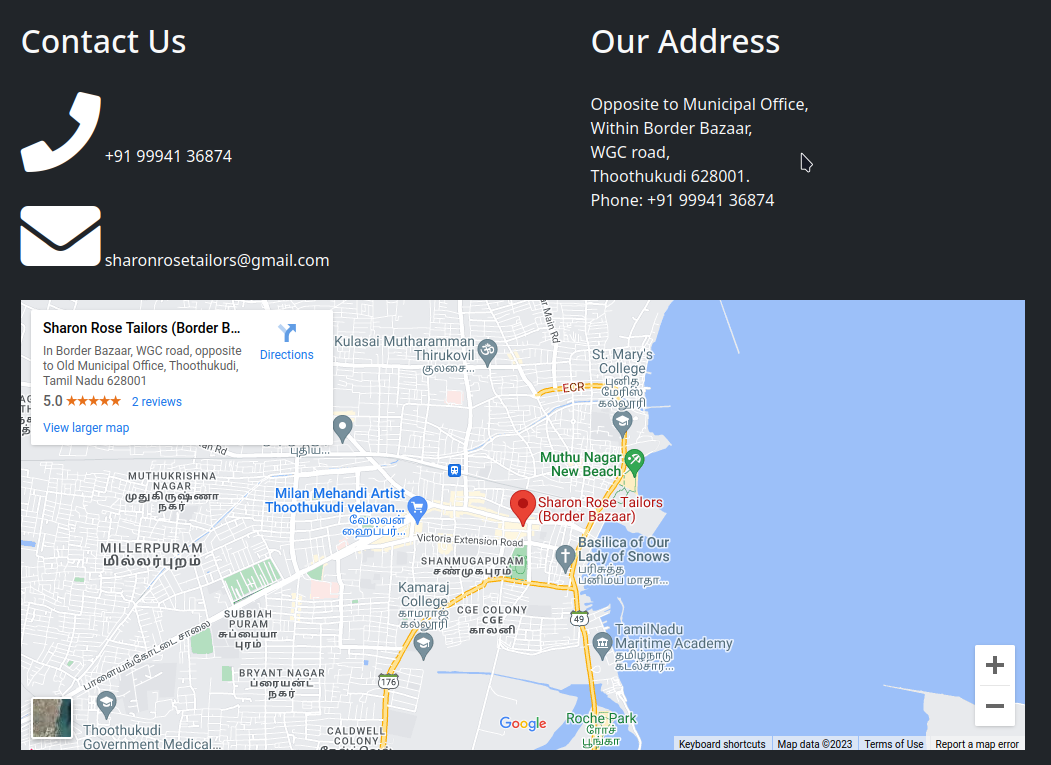 Contact Us
+91 99941 36874
sharonrosetailors@gmail.com
Our Address
Opposite to Municipal Office,
Within Border Bazaar,
WGC road,
Thoothukudi 628001.
Phone: +91 99941 36874
Sharon Rose Tailors (Border B...
In Border Bazaar, WGC road, opposite
to Old Municipal Office, Thoothukudi,
Tamil Nadu 628001
5.0
2 reviews
View larger map
Directions
Kulasai Mutharamman
Thirukovil
குலசை...
r Main Rd
St. Mary's
College
புனித
மேரிஸ்
கல்லூரி
ECR
புதிய...
Muthu Nagar
New Beach
MUTHUKRISHNA
NAGAR
முதுகிருஷ்ணா
நகர்
Milan Mehandi Artist
Thoothukudi velavan...
வேலவன்
ஹைப்பர்...
Sharon Rose Tailors
(Border Bazaar)
Victoria Extension Road
MILLERPURAM
மில்லர்புரம்
SHANMUGAPURAM
சண்முகபுரம்
Basilica of Our
Lady of Snows
பரிசுத்த
பனிமய மாதா...
Kamaraj
College
காமராஜ்
கல்லூரி
CGE COLONY
CGE
காலனி
49
SUBBIAH
PURAM
சுப்பையா
புரம்
TamilNadu
Maritime Academy
தமிழ்நாடு
கடல்சார்...
பாளையங்கோட்டை சாலை
BRYANT NAGAR
ப்ரையண்ட்
நகர்
176
Thoothukudi
Government Medical...
CALDWELL
COLONY
Google
Roche Park
ரோச்
பூங்கா
Keyboard shortcuts
Map data ©2023
Terms of Use
Report a map error